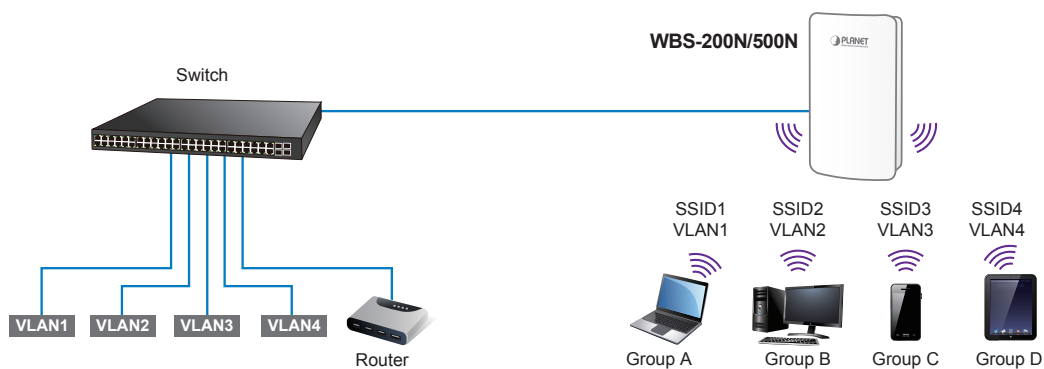 WBS-200N/500N
PLANET
Switch
SSID1
VLAN1
SSID2
VLAN2
SSID3
VLAN3
SSID4
VLAN4
VLAN1
VLAN2
VLAN3
VLAN4
Router
Group A
Group B
Group C
Group D